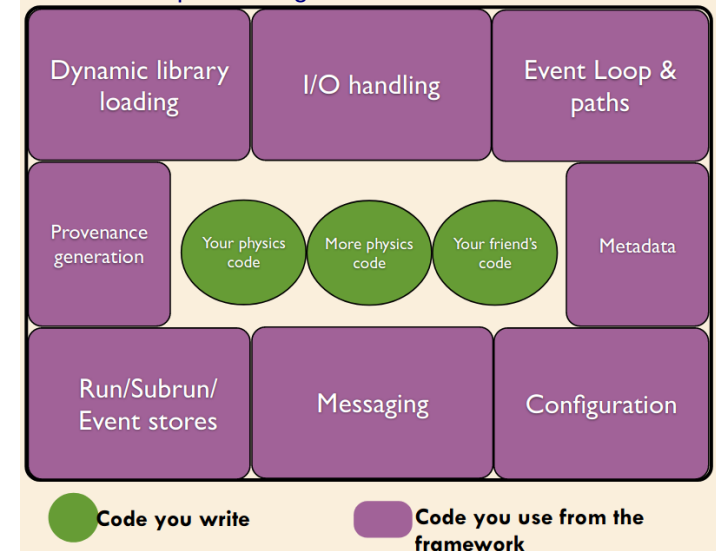 Dynamic library
loading
I/O handling
Event Loop &
paths
Provenance
generation
Your physics
code
More physics
code
Your friend's
code
Metadata
Run/Subrun/
Event stores
Messaging
Configuration
Code you write
Code you use from the
framework